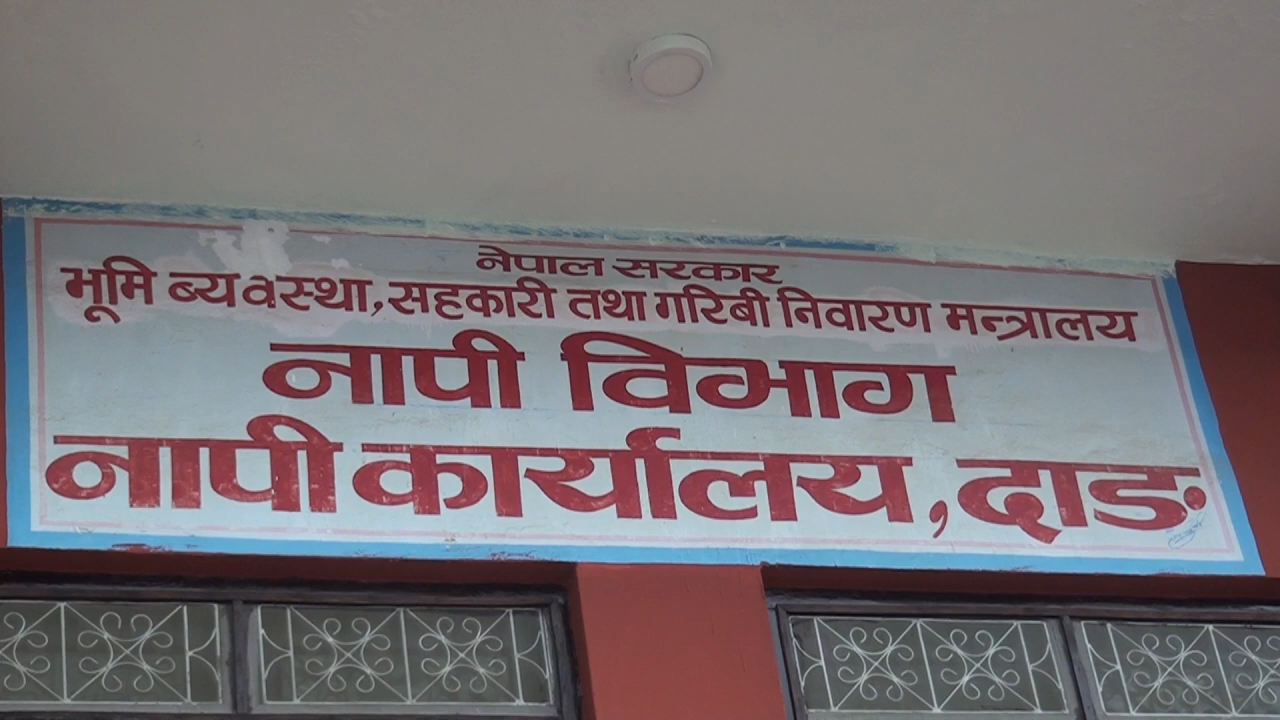 नेपाल सरकार
भूमि ब्यवस्था, सहकारी तथा गरिबी निवारण मन्त्रालय
नापी विभाग
नापी कार्यालय, दाङ